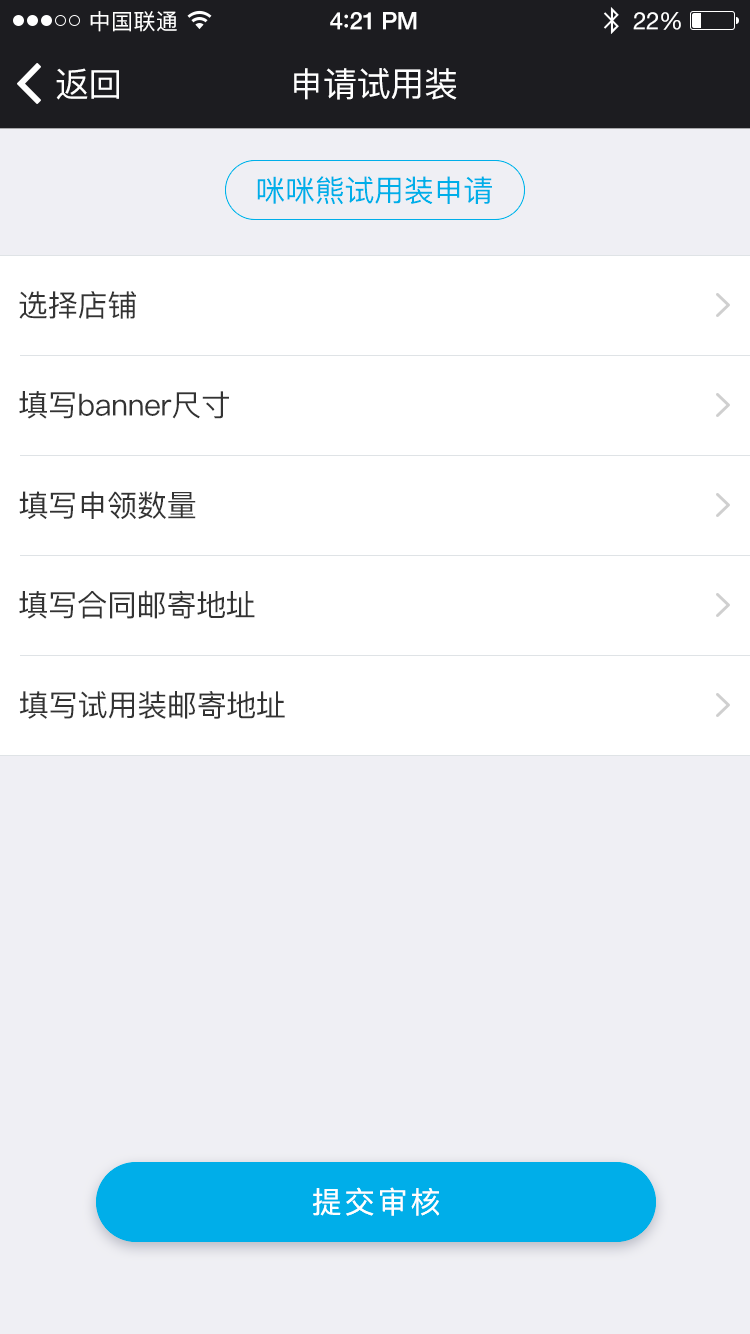 中国联通 4:21 PM 22%
返回 申请试用装
咪咪熊试用装申请
选择店铺
填写banner尺寸
填写申领数量
填写合同邮寄地址
填写试用装邮寄地址
提交审核